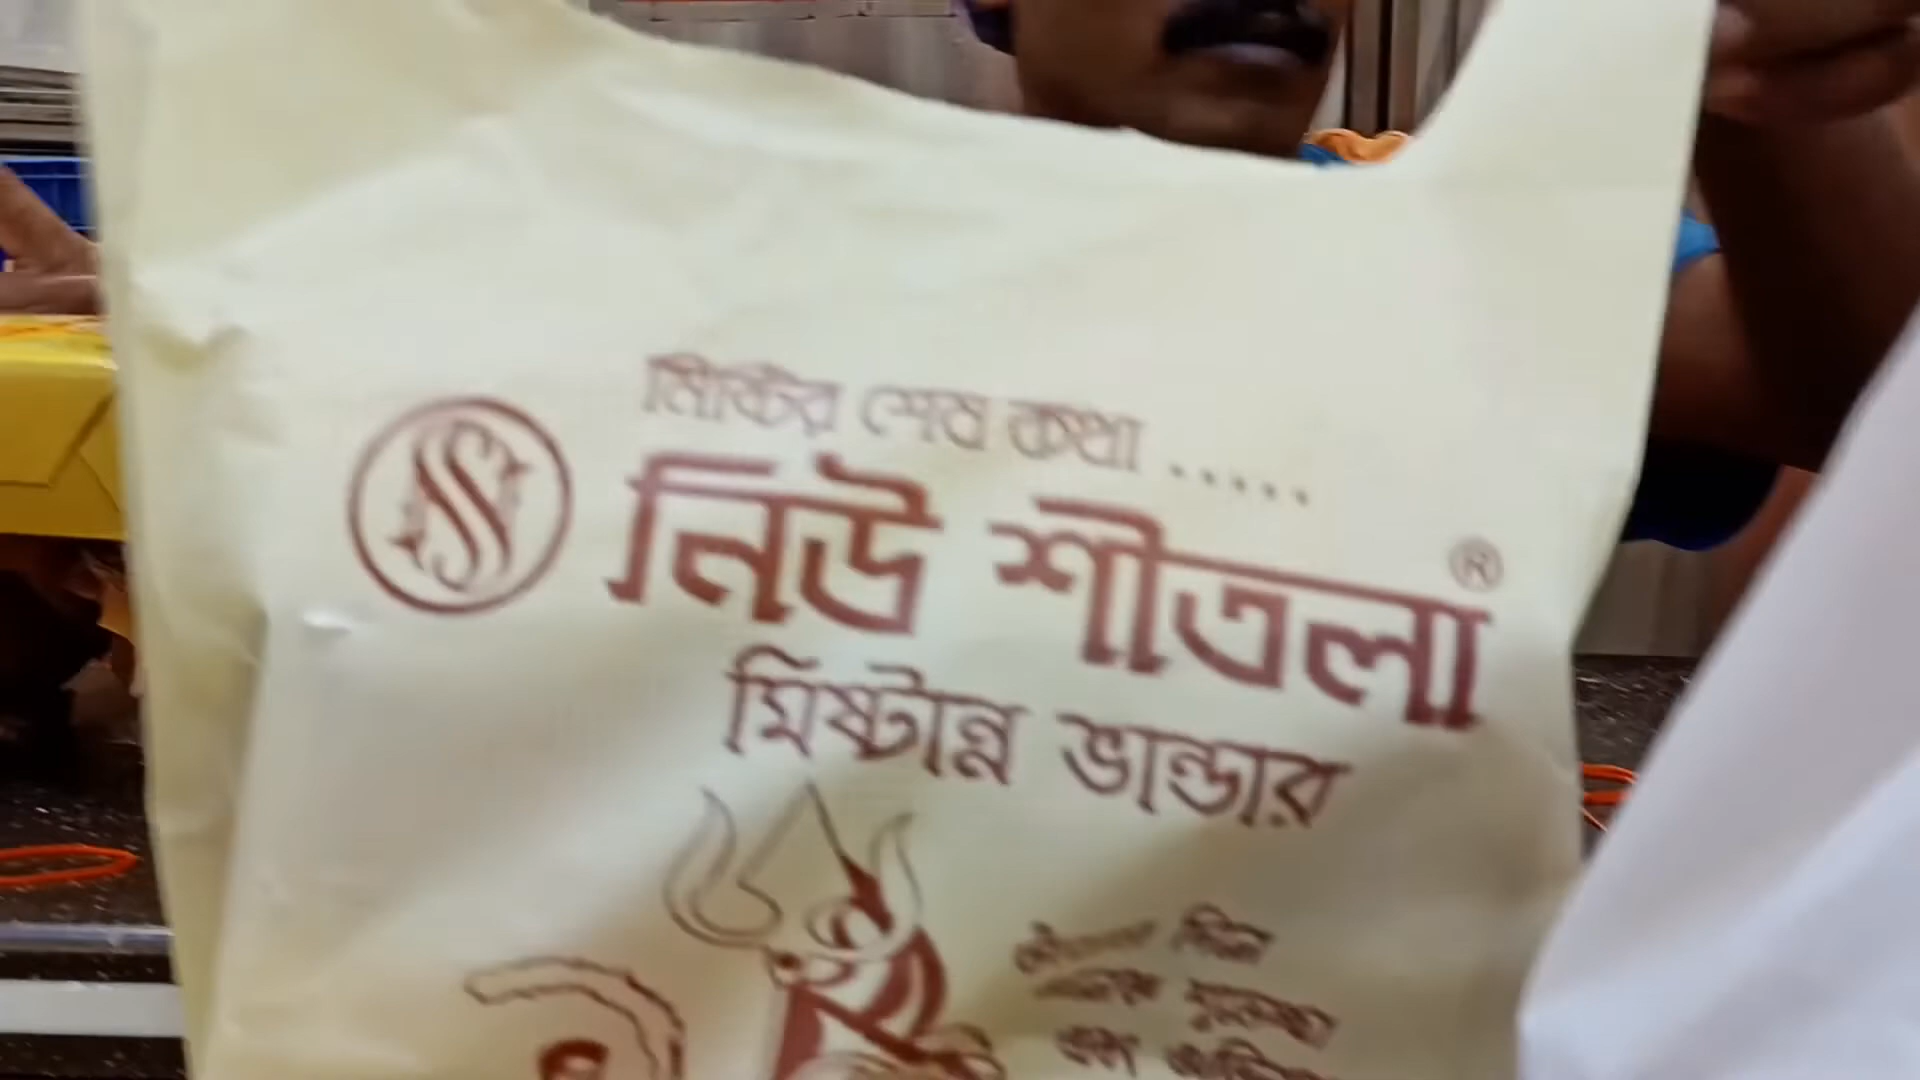 মিষ্টির শেষ কথা .....
নিউ শীতলা ®
মিষ্টান্ন ভান্ডার